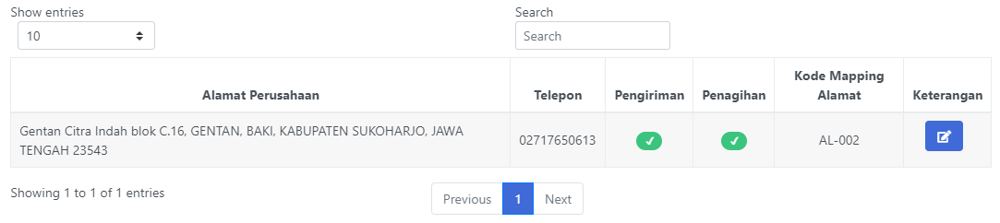 Show entries
Search
10
Search
Alamat Perusahaan
Telepon
Pengiriman
Penagihan
Kode Mapping
Alamat
Keterangan
Gentan Citra Indah blok C.16, GENTAN, BAKI, KABUPATEN SUKOHARJO, JAWA
TENGAH 23543
02717650613
AL-002
Showing 1 to 1 of 1 entries
Previous
1
Next